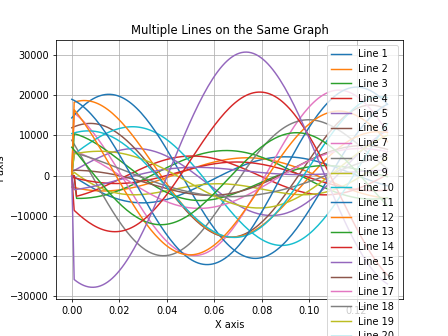 Multiple Lines on the Same Graph
30000
20000
10000
0
−10000
−20000
−30000
0.00
0.02
0.04
0.06
0.08
0.10
X axis
Line 1
Line 2
Line 3
Line 4
Line 5
Line 6
Line 7
Line 8
Line 9
Line 10
Line 11
Line 12
Line 13
Line 14
Line 15
Line 16
Line 17
Line 18
Line 19
Line 20